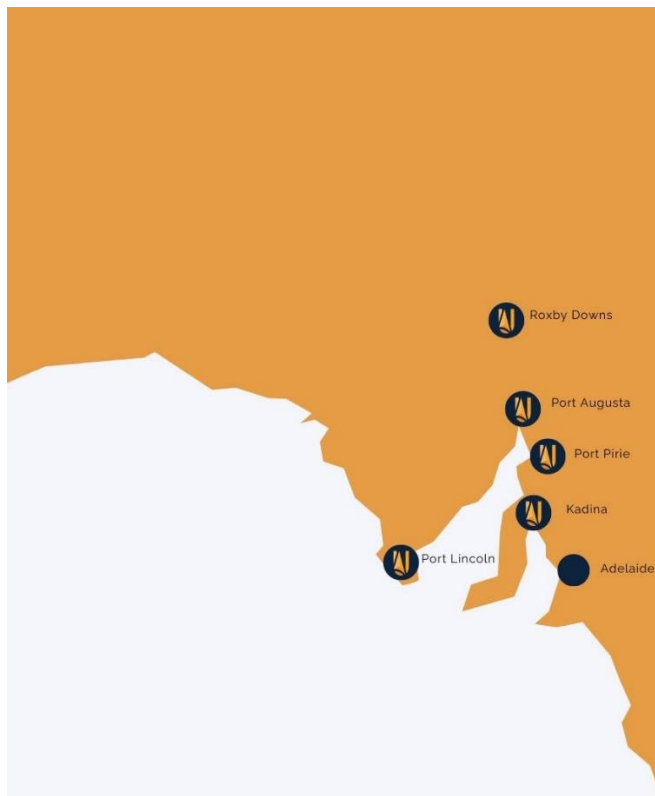 Roxby Downs
Port Augusta
Port Pirie
Kadina
Port Lincoln
Adelaide